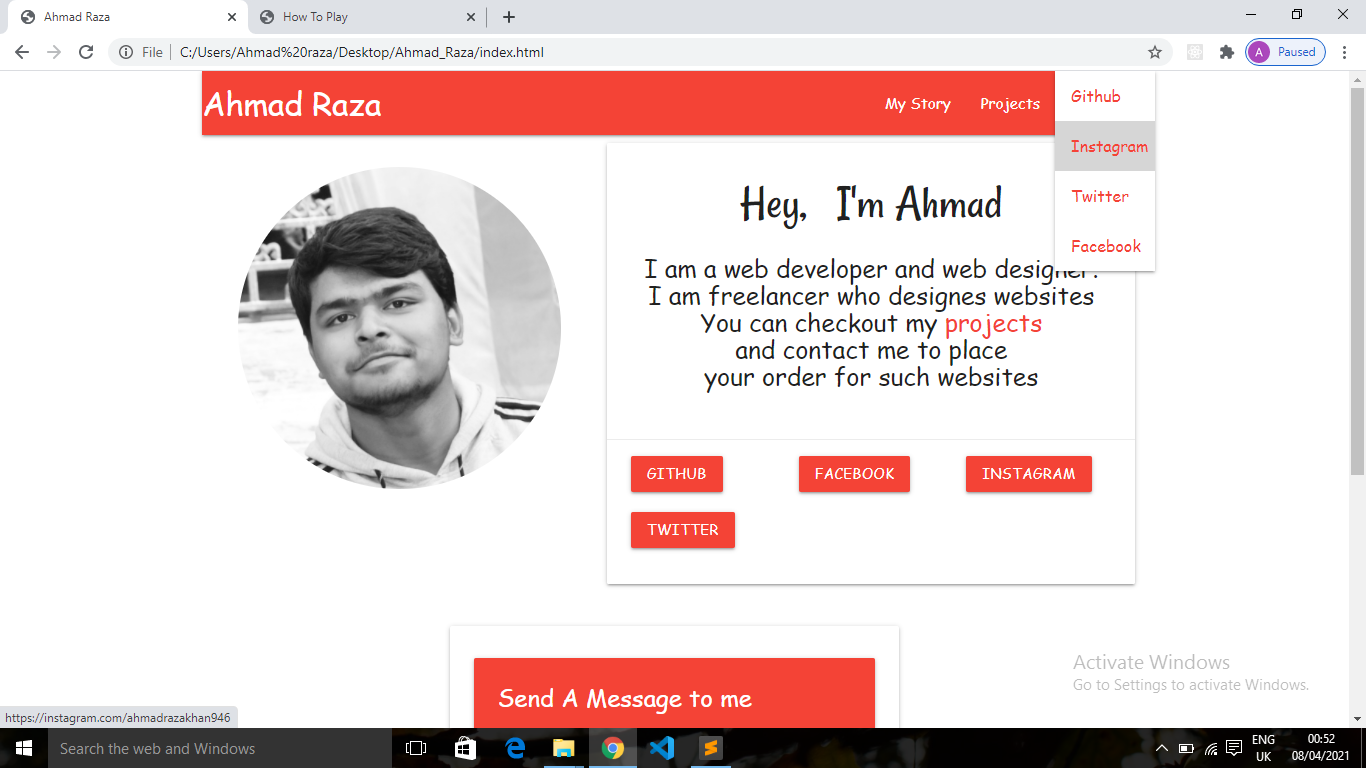 Ahmad Raza
How To Play
File
C:/Users/Ahmad%20raza/Desktop/Ahmad_Raza/index.html
A
Paused
Ahmad Raza
My Story
Projects
Github
Instagram
Twitter
Facebook
Hey, I'm Ahmad
I am a web developer and web designer.
I am freelancer who designes websites
You can checkout my projects
and contact me to place
your order for such websites
GITHUB
FACEBOOK
INSTAGRAM
TWITTER
Send A Message to me
Activate Windows
Go to Settings to activate Windows.
https://instagram.com/ahmadrazakhan946
Search the web and Windows
ENG
UK
00:52
08/04/2021